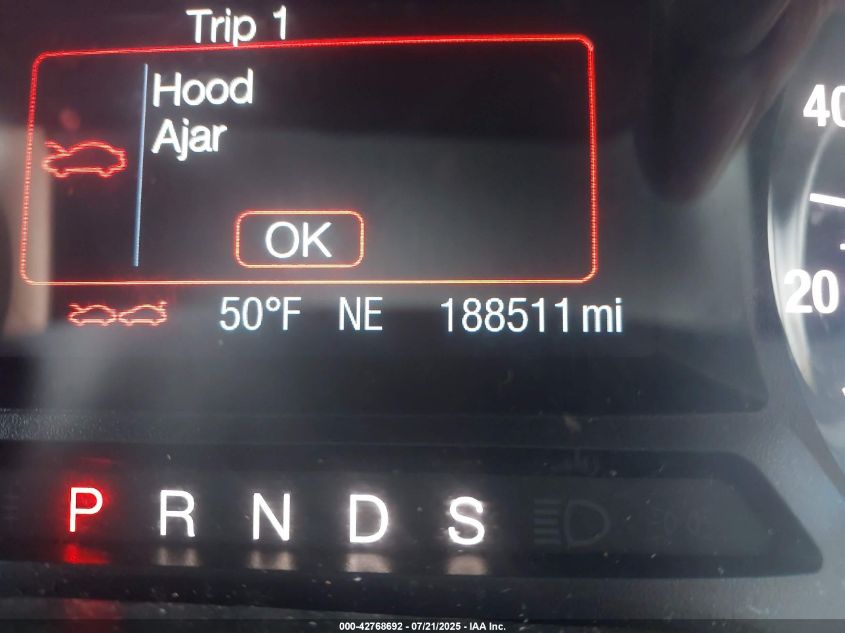 Trip 1
Hood
Ajar
OK
50°F NE 188511 mi
40
20
P R N D S
000-42768692 - 07/21/2025 - IAA Inc.